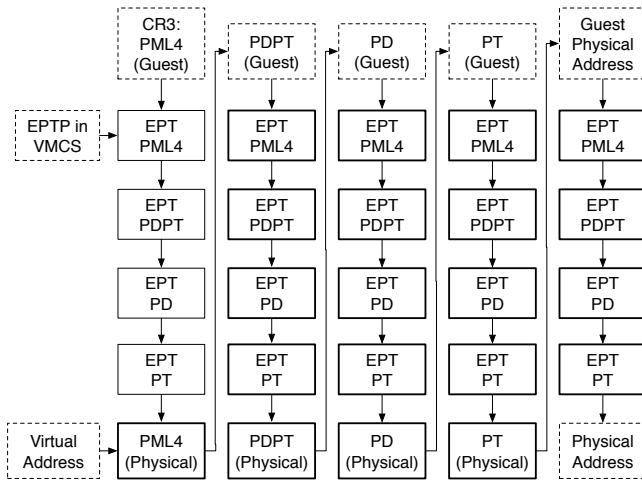 CR3:
PML4
(Guest)
PDPT
(Guest)
PD
(Guest)
PT
(Guest)
Guest
Physical
Address
EPTP in
VMCS
EPT
PML4
EPT
PML4
EPT
PML4
EPT
PML4
EPT
PML4
EPT
PDPT
EPT
PDPT
EPT
PDPT
EPT
PDPT
EPT
PDPT
EPT
PD
EPT
PD
EPT
PD
EPT
PD
EPT
PD
EPT
PT
EPT
PT
EPT
PT
EPT
PT
EPT
PT
Virtual
Address
PML4
(Physical)
PDPT
(Physical)
PD
(Physical)
PT
(Physical)
Physical
Address